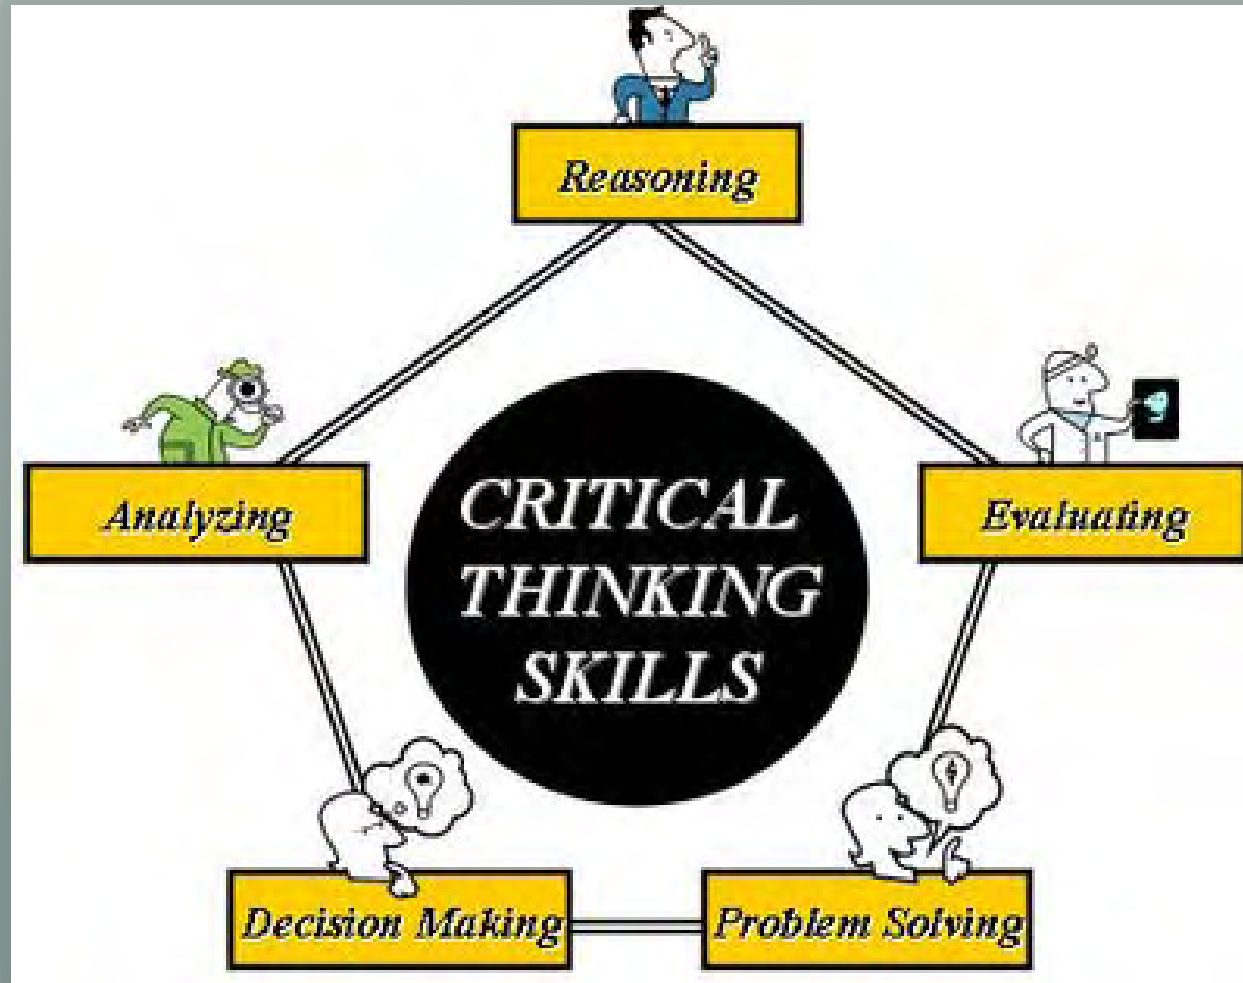 Reasoning
Analyzing
Evaluating
CRITICAL
THINKING
SKILLS
Decision Making
Problem Solving